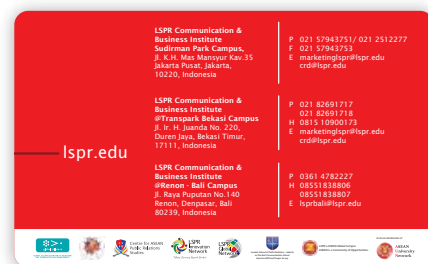 LSPR Communication &
Business Institute
Sudirman Park Campus,
Jl. K.H. Mas Mansyur Kav.35
Jakarta Pusat, Jakarta,
10220, Indonesia
P 021 57943751/ 021 2512277
F 021 57943753
E marketinglspr@lspr.edu
crd@lspr.edu
LSPR Communication &
Business Institute
@Transpark Bekasi Campus
Jl. Ir. H. Juanda No. 220,
Duren Jaya, Bekasi Timur,
17111, Indonesia
P 021 82691717
021 82691718
H 0815 10900173
E marketinglspr@lspr.edu
crd@lspr.edu
lspr.edu
LSPR Communication &
Business Institute
@Renon - Bali Campus
Jl. Raya Puputan No.140
Renon, Denpasar, Bali
80239, Indonesia
P 0361 4782227
H 08551838806
08551838807
E lsprbali@lspr.edu
Centre for ASEAN
Public Relations
Studies
LSPR
Innovation
Network
LSPR
Global
Network
ASEAN
University
Network